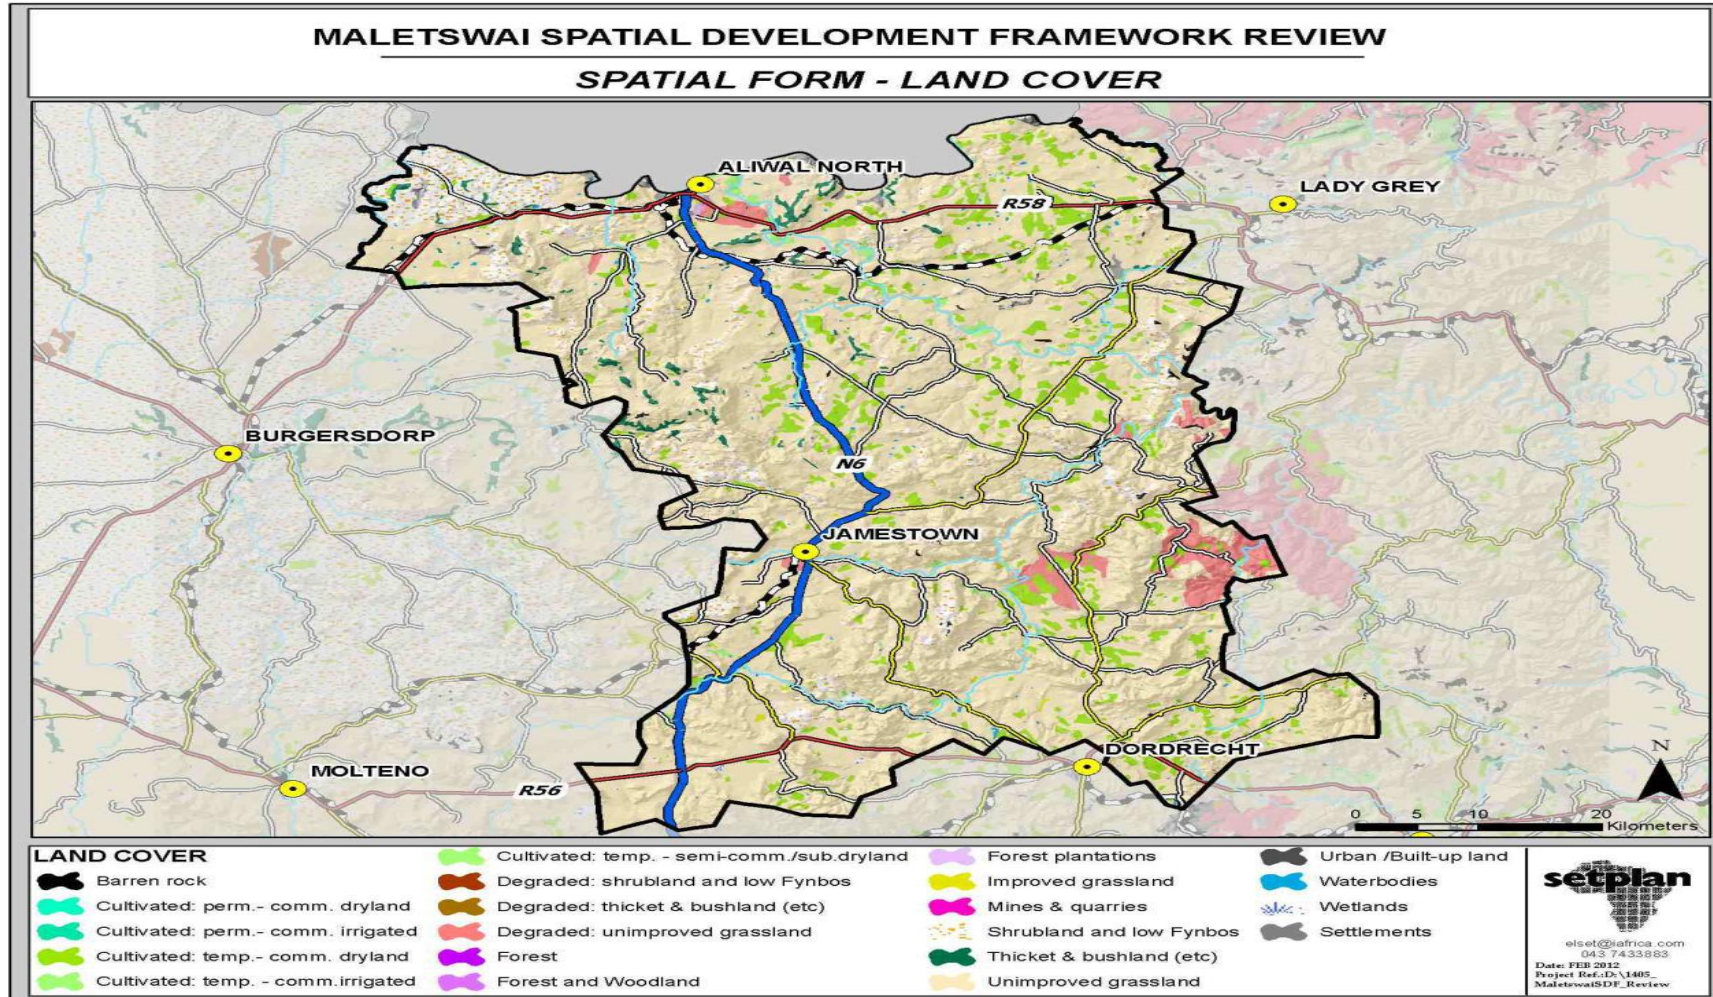 MALETSWAI SPATIAL DEVELOPMENT FRAMEWORK REVIEW
SPATIAL FORM - LAND COVER
ALIWAL NORTH
LADY GREY
R58
BURGERSDORP
N6
JAMESTOWN
DORDRECHT
MOLTENO
R56
N
0 5 10 20
Kilometers
LAND COVER
Barren rock
Cultivated: perm.- comm. dryland
Cultivated: perm.- comm. irrigated
Cultivated: temp.- comm. dryland
Cultivated: temp. - comm.irrigated
Cultivated: temp. - semi-comm./sub.dryland
Degraded: shrubland and low Fynbos
Degraded: thicket & bushland (etc)
Degraded: unimproved grassland
Forest
Forest and Woodland
Forest plantations
Improved grassland
Mines & quarries
Shrubland and low Fynbos
Thicket & bushland (etc)
Unimproved grassland
Urban /Built-up land
Waterbodies
Wetlands
Settlements
setplan
elset@iafrica.com
043 7433883
Date: FEB 2012
Project Ref.:D:\1405_
MaletswaiSDF_Review